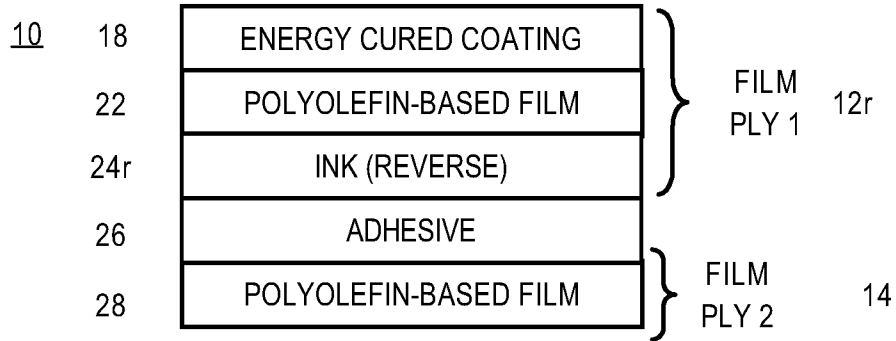 10 18 ENERGY CURED COATING
22 POLYOLEFIN-BASED FILM
FILM
PLY 1
12r
24r INK (REVERSE)
26 ADHESIVE
28 POLYOLEFIN-BASED FILM
FILM
PLY 2
14